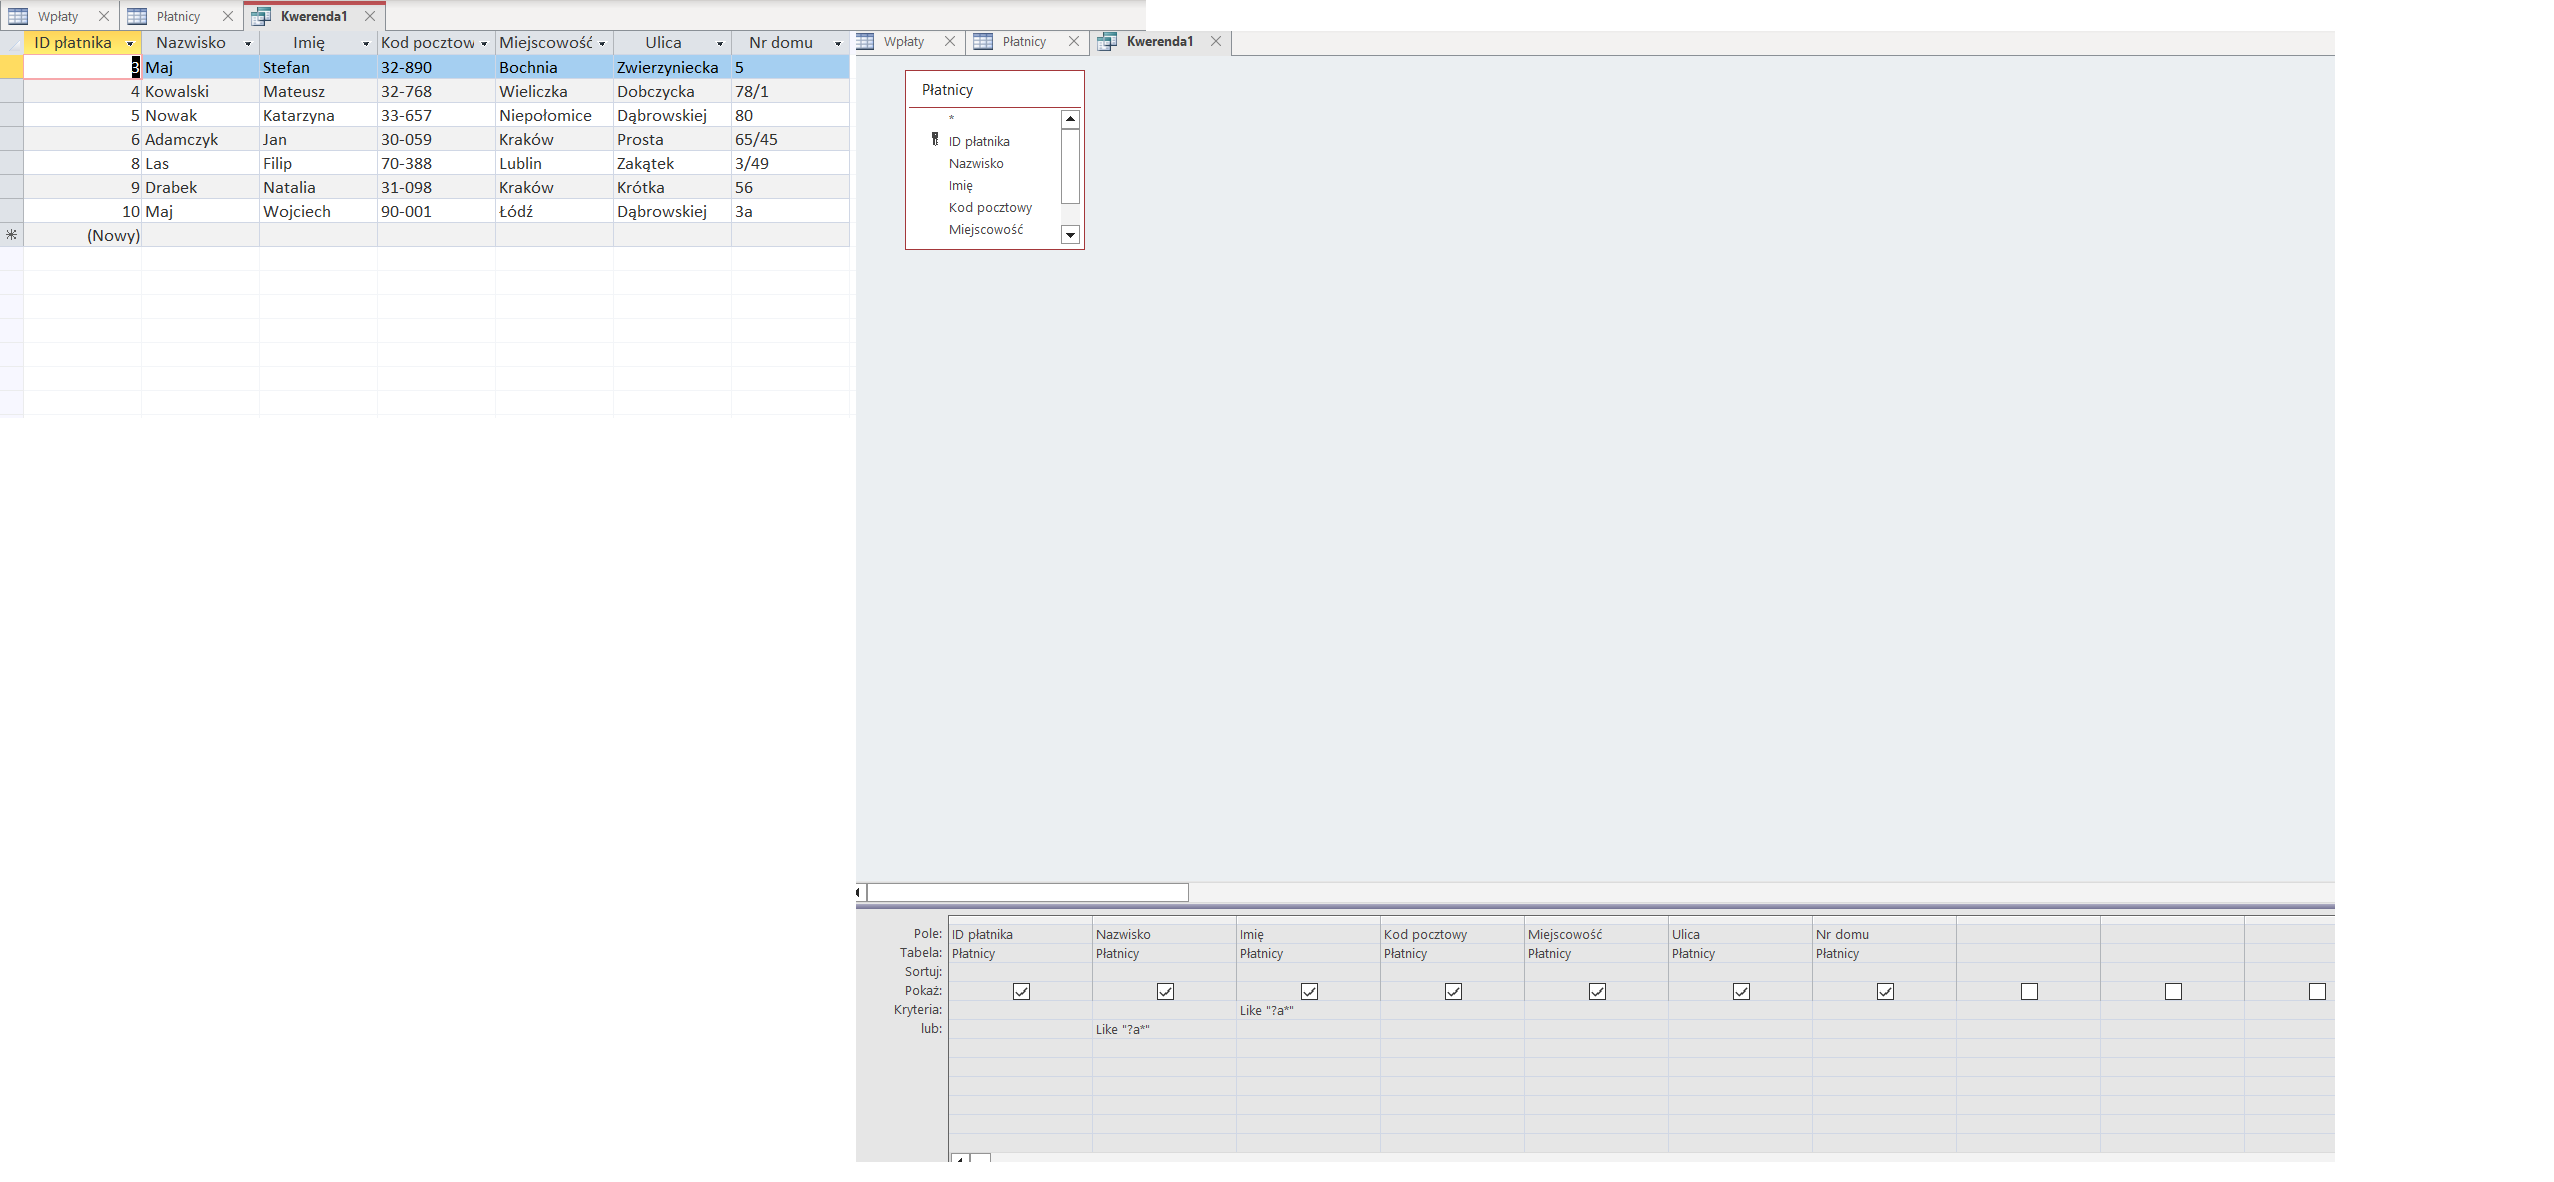 Wpłaty Płatnicy Kwerenda1
ID płatnika Nazwisko Imię Kod pocztow Miejscowość Ulica Nr domu
3 Maj Stefan 32-890 Bochnia Zwierzyniecka 5
4 Kowalski Mateusz 32-768 Wieliczka Dobczycka 78/1
5 Nowak Katarzyna 33-657 Niepołomice Dąbrowskiej 80
6 Adamczyk Jan 30-059 Kraków Prosta 65/45
8 Las Filip 70-388 Lublin Zakątek 3/49
9 Drabek Natalia 31-098 Kraków Krótka 56
10 Maj Wojciech 90-001 Łódź Dąbrowskiej 3a
(Nowy)
Wpłaty Płatnicy Kwerenda1
Płatnicy
*
ID płatnika
Nazwisko
Imię
Kod pocztowy
Miejscowość
Pole: ID płatnika Nazwisko Imię Kod pocztowy Miejscowość Ulica Nr domu
Tabela: Płatnicy Płatnicy Płatnicy Płatnicy Płatnicy Płatnicy Płatnicy
Sortuj:
Pokaż:
Kryteria: Like "?a*"
lub: Like "?a*"